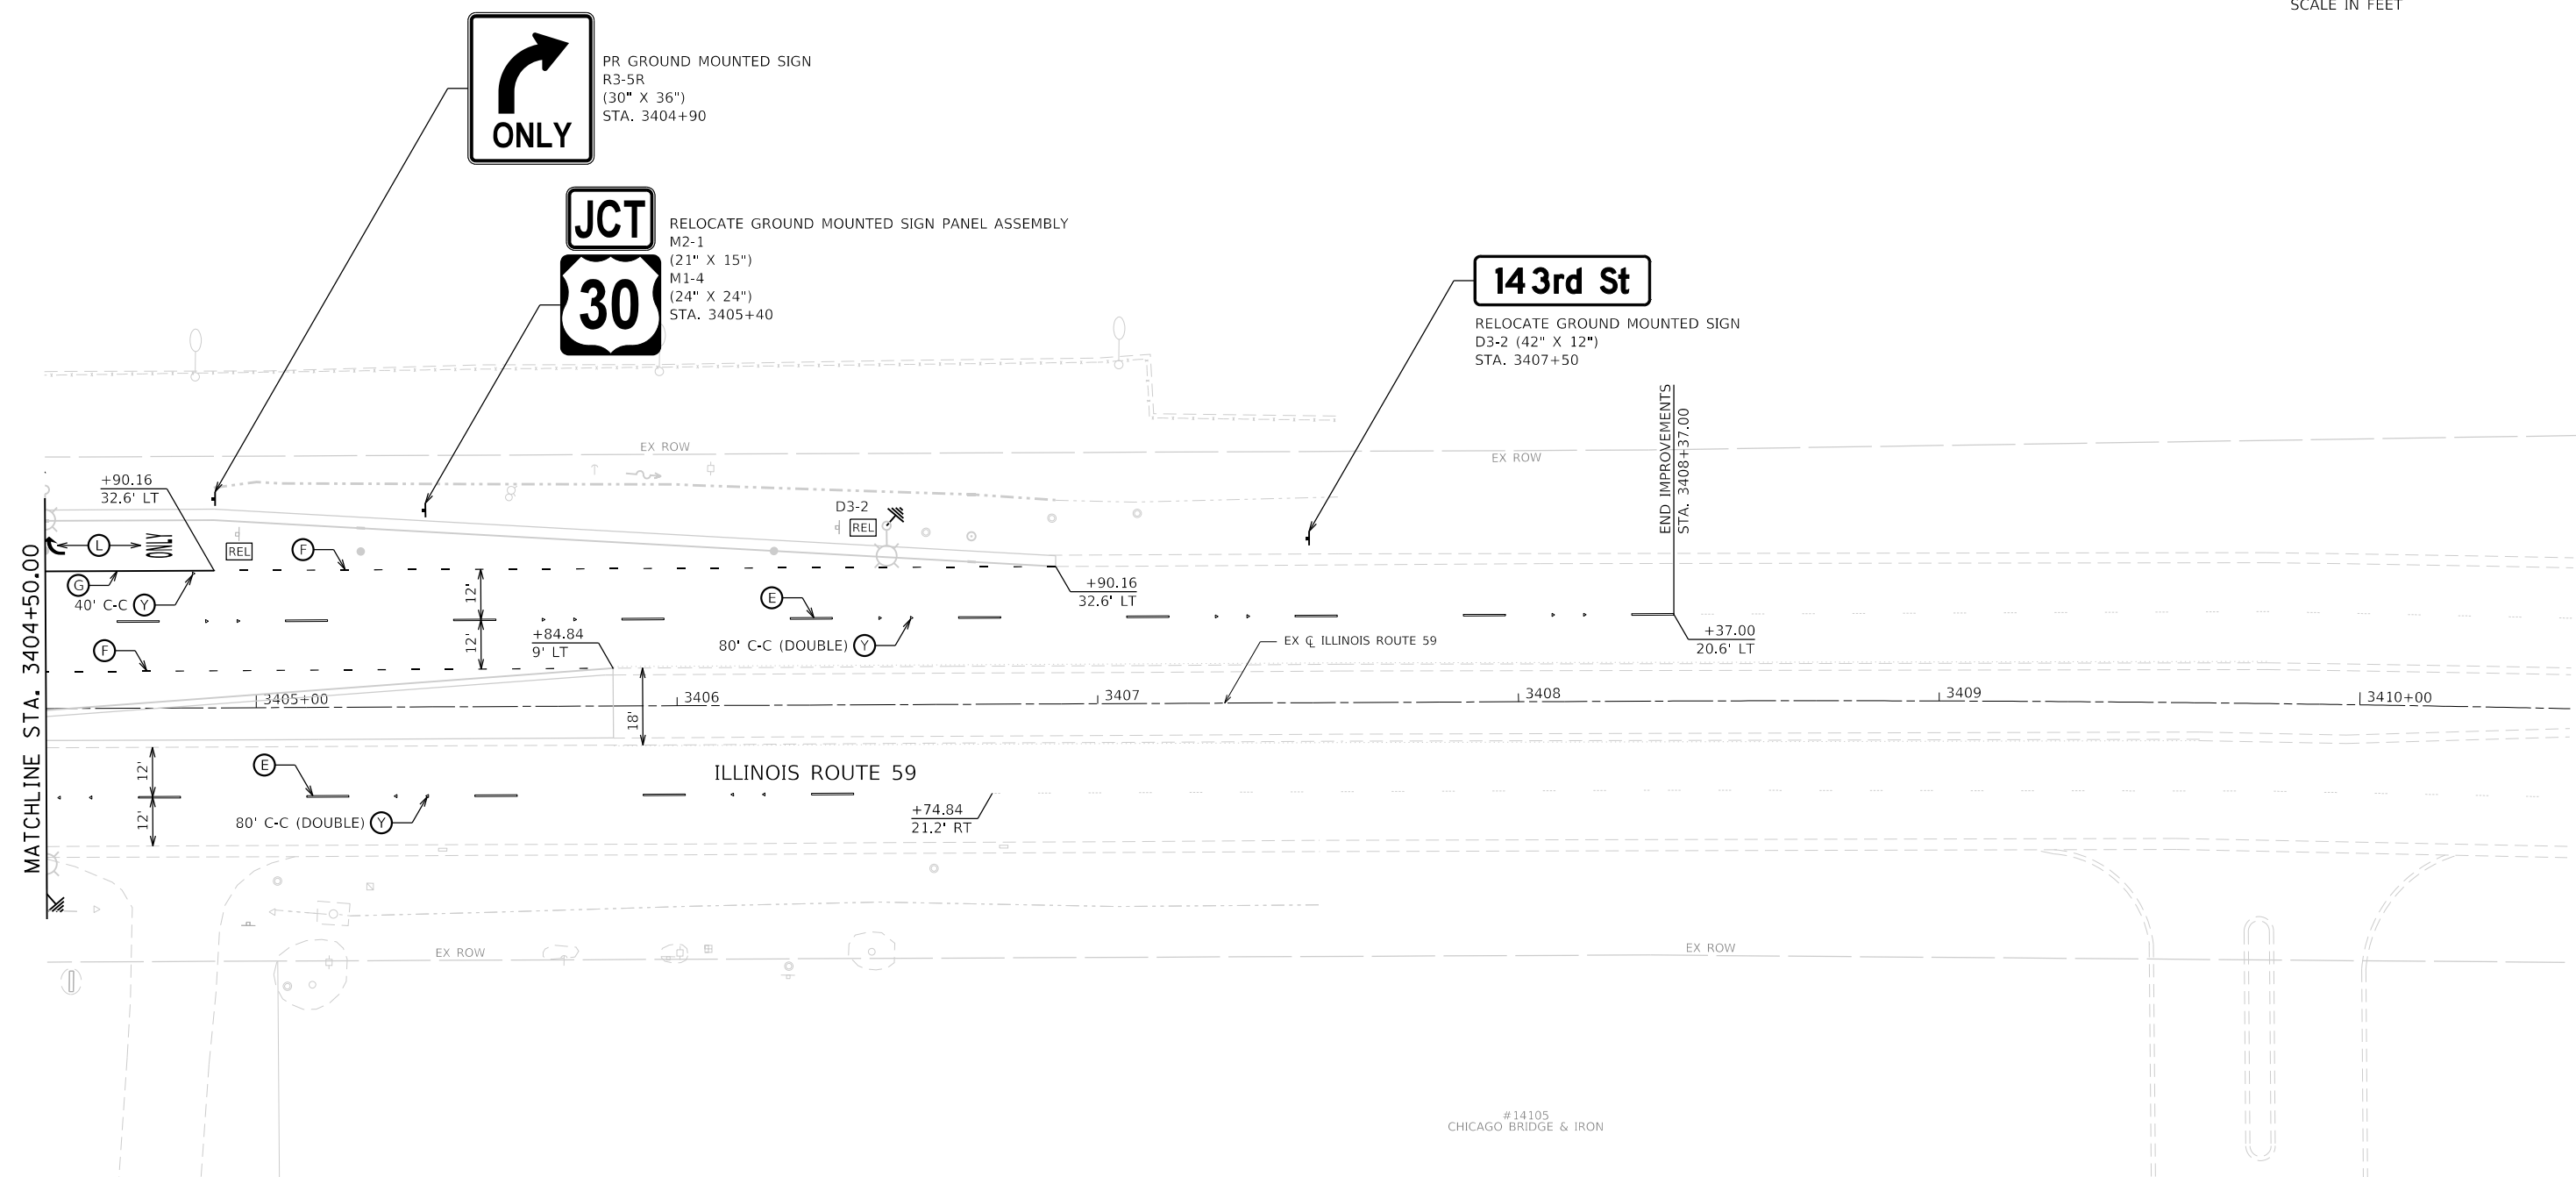 SCALE IN FEET
ONLY
PR GROUND MOUNTED SIGN
R3-5R
(30" X 36")
STA. 3404+90
JCT
30
RELOCATE GROUND MOUNTED SIGN PANEL ASSEMBLY
M2-1
(21" X 15")
M1-4
(24" X 24")
STA. 3405+40
143rd St
RELOCATE GROUND MOUNTED SIGN
D3-2 (42" X 12")
STA. 3407+50
END IMPROVEMENTS
STA. 3408+37.00
EX ROW
EX ROW
+90.16
32.6' LT
D3-2
REL
REL
L
F
G
40' C-C Y
12'
12'
E
+90.16
32.6' LT
F
+84.84
9' LT
80' C-C (DOUBLE) Y
EX ℄ ILLINOIS ROUTE 59
+37.00
20.6' LT
MATCHLINE STA. 3404+50.00
3405+00
3406
3407
3408
3409
3410+00
18'
12'
12'
E
ILLINOIS ROUTE 59
80' C-C (DOUBLE) Y
+74.84
21.2' RT
EX ROW
EX ROW
#14105
CHICAGO BRIDGE & IRON